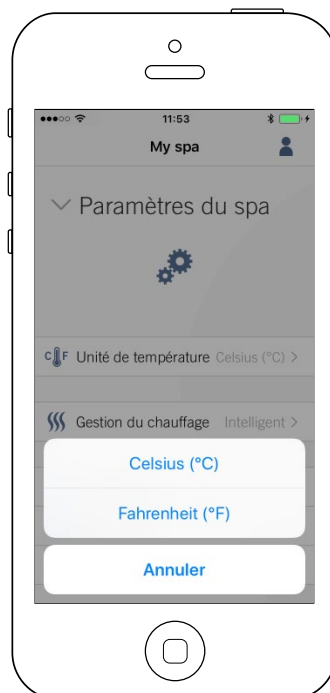 11:53
My spa
Paramètres du spa
C F Unité de température Celsius (°C) >
Gestion du chauffage Intelligent >
Celsius (°C)
Fahrenheit (°F)
Annuler